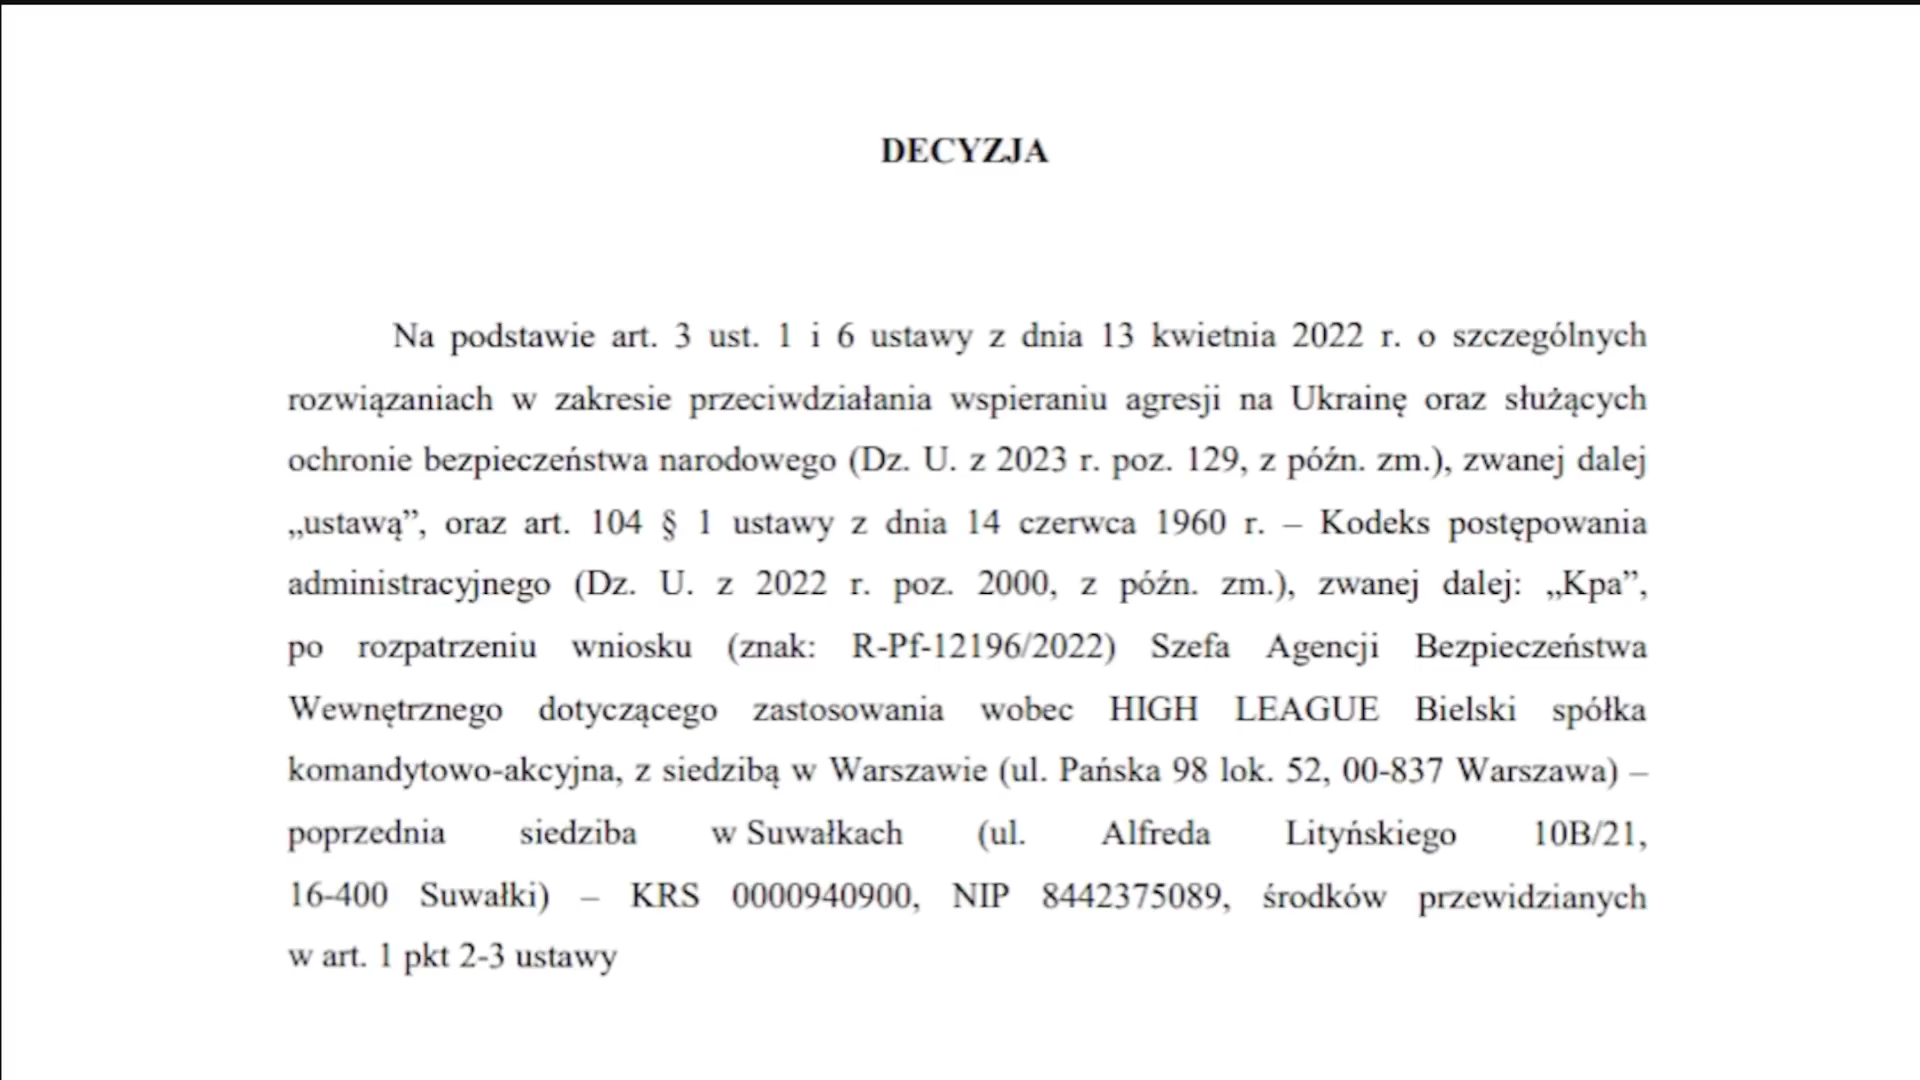 DECYZJA
Na podstawie art. 3 ust. 1 i 6 ustawy z dnia 13 kwietnia 2022 r. o szczególnych
rozwiązaniach w zakresie przeciwdziałania wspieraniu agresji na Ukrainę oraz służących
ochronie bezpieczeństwa narodowego (Dz. U. z 2023 r. poz. 129, z późn. zm.), zwanej dalej
„ustawą”, oraz art. 104 § 1 ustawy z dnia 14 czerwca 1960 r. – Kodeks postępowania
administracyjnego (Dz. U. z 2022 r. poz. 2000, z późn. zm.), zwanej dalej: „Kpa”,
po rozpatrzeniu wniosku (znak: R-Pf-12196/2022) Szefa Agencji Bezpieczeństwa
Wewnętrznego dotyczącego zastosowania wobec HIGH LEAGUE Bielski spółka
komandytowo-akcyjna, z siedzibą w Warszawie (ul. Pańska 98 lok. 52, 00-837 Warszawa) –
poprzednia siedziba w Suwałkach (ul. Alfreda Lityńskiego 10B/21,
16-400 Suwałki) – KRS 0000940900, NIP 8442375089, środków przewidzianych
w art. 1 pkt 2-3 ustawy